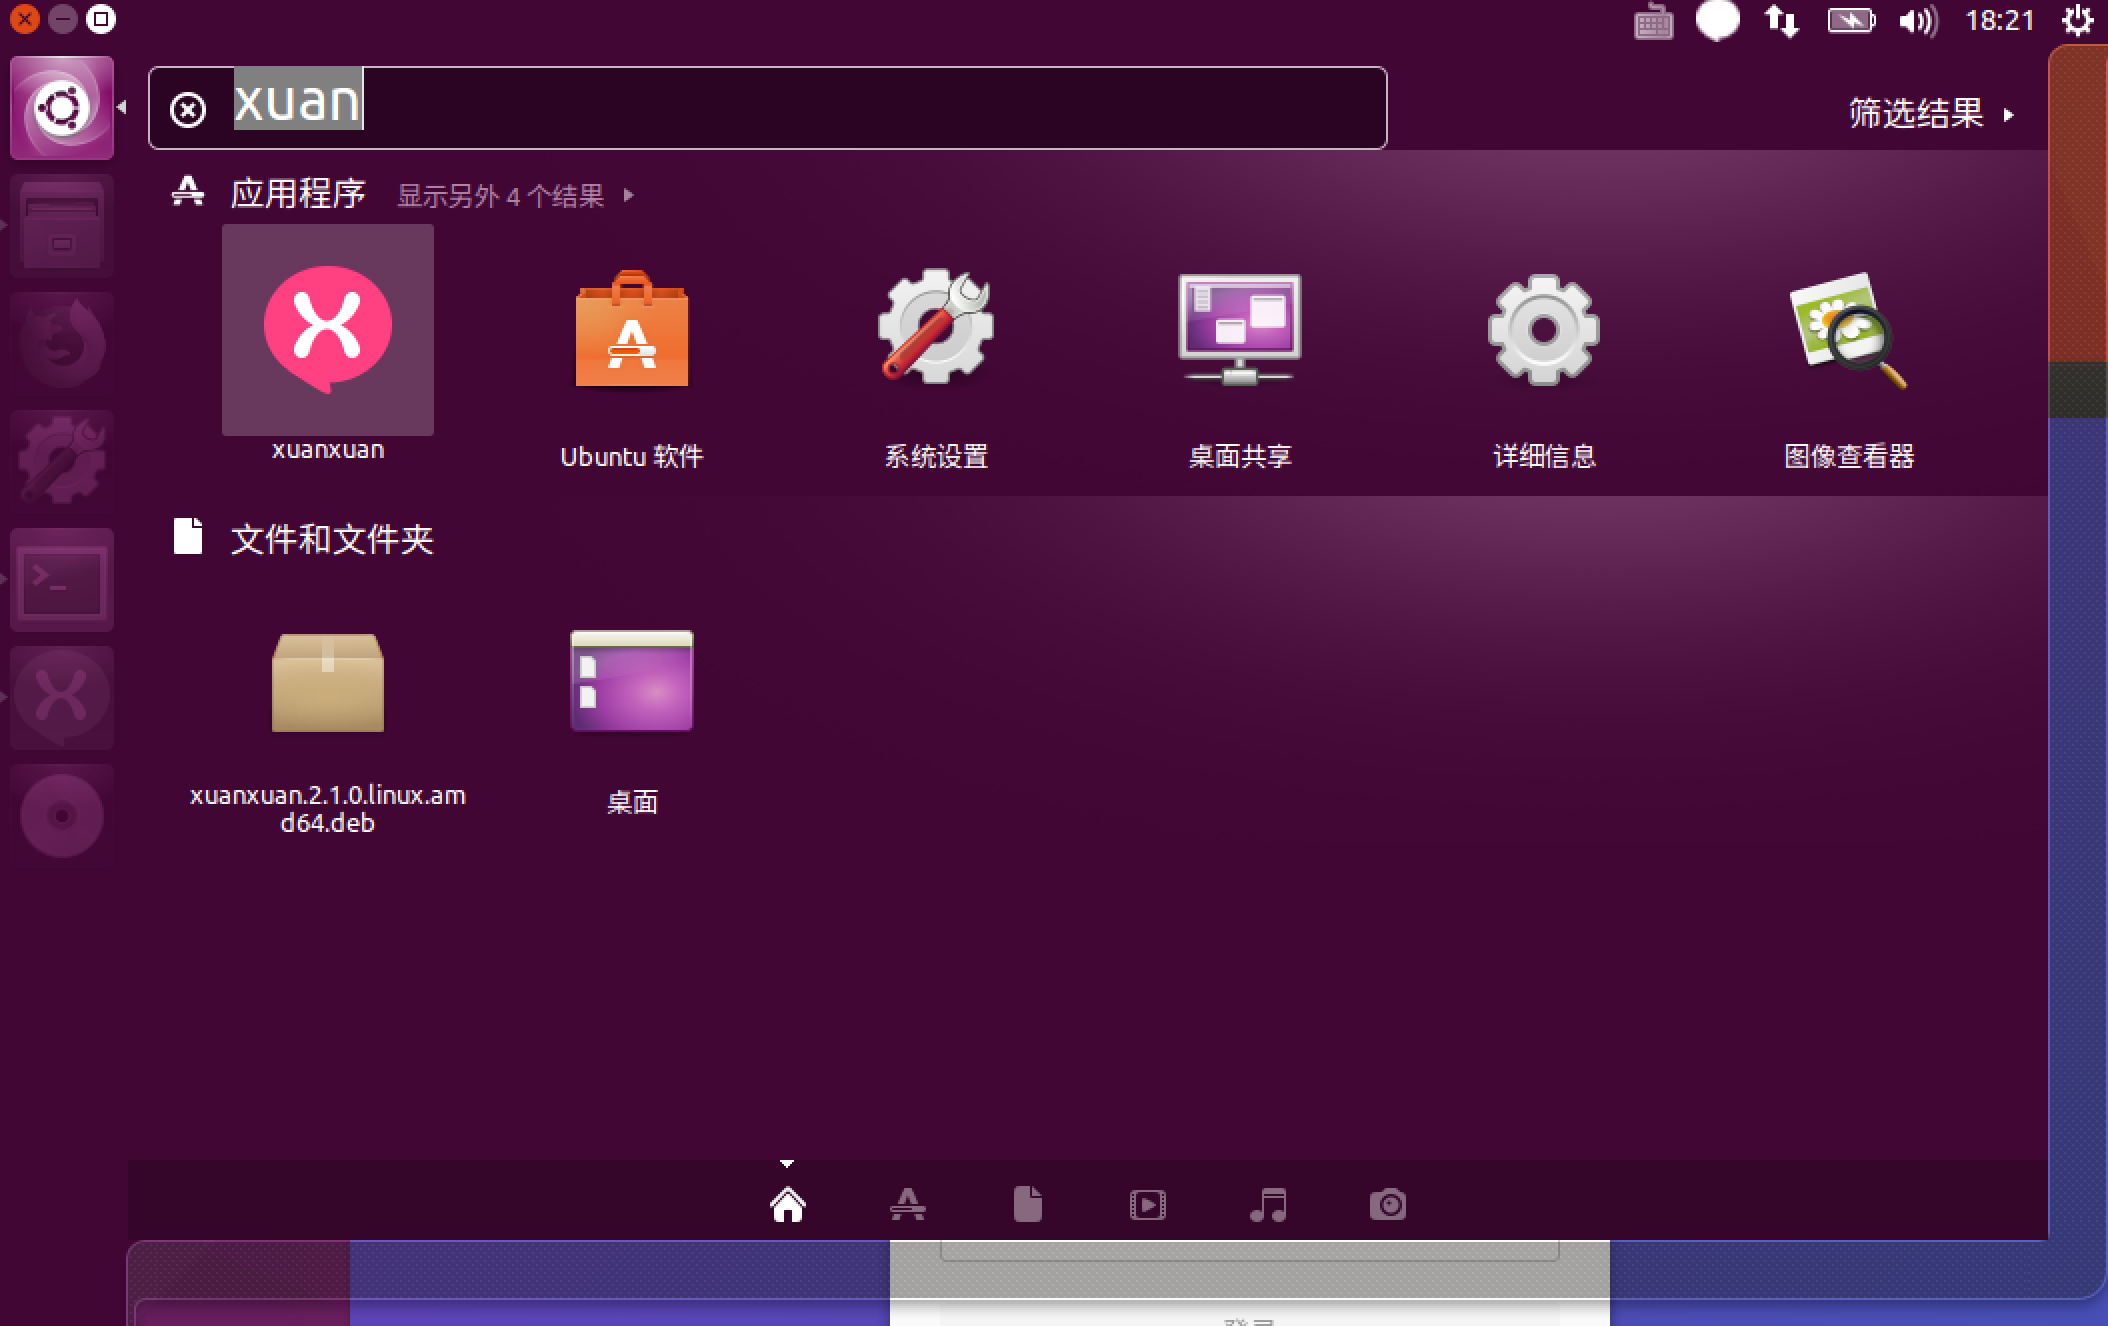 18:21
xuan
筛选结果
应用程序 显示另外 4 个结果
xuanxuan
Ubuntu 软件
系统设置
桌面共享
详细信息
图像查看器
文件和文件夹
xuanxuan.2.1.0.linux.am
d64.deb
桌面